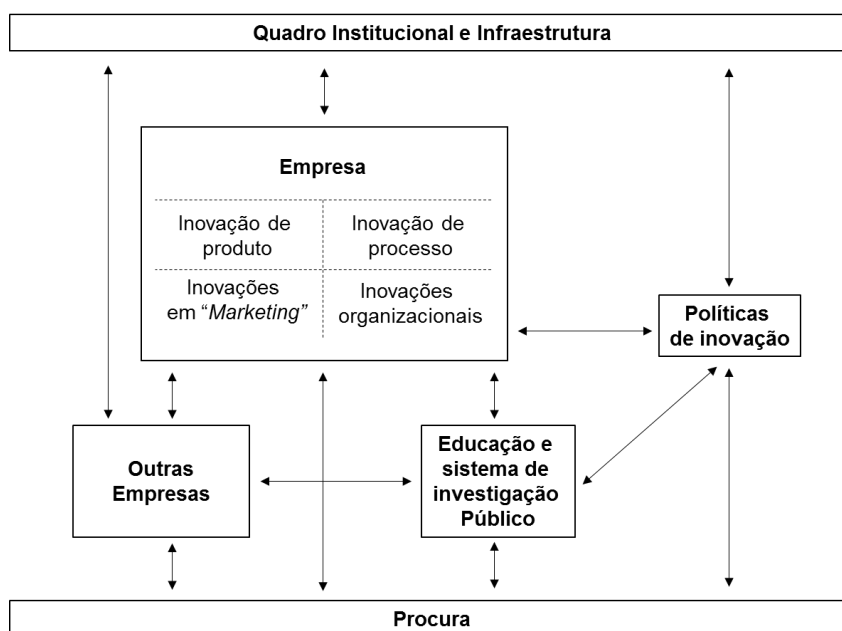 Quadro Institucional e Infraestrutura
Empresa
Inovação de
produto
Inovação de
processo
Inovações
em “Marketing”
Inovações
organizacionais
Políticas
de inovação
Outras
Empresas
Educação e
sistema de
investigação
Público
Procura